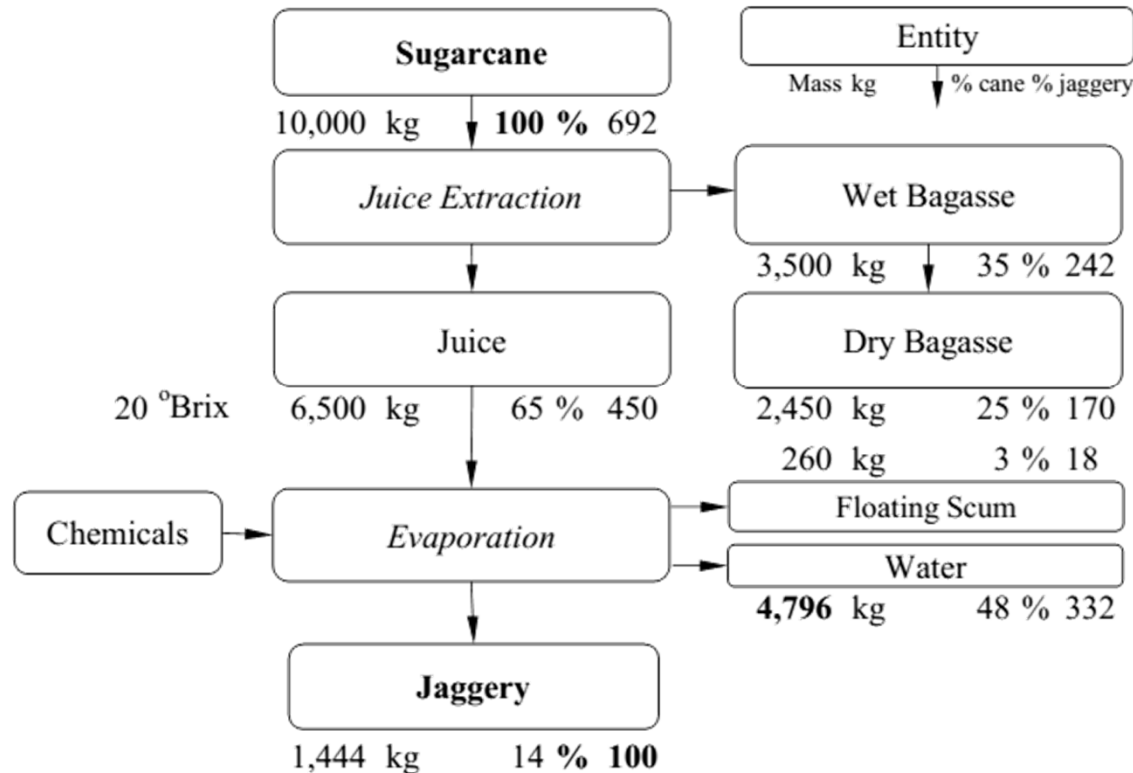 Sugarcane
Entity
Mass kg % cane % jaggery
10,000 kg 100 % 692
Juice Extraction
Wet Bagasse
3,500 kg 35 % 242
Juice
Dry Bagasse
20 °Brix
6,500 kg 65 % 450
2,450 kg 25 % 170
260 kg 3 % 18
Chemicals
Evaporation
Floating Scum
Water
4,796 kg 48 % 332
Jaggery
1,444 kg 14 % 100